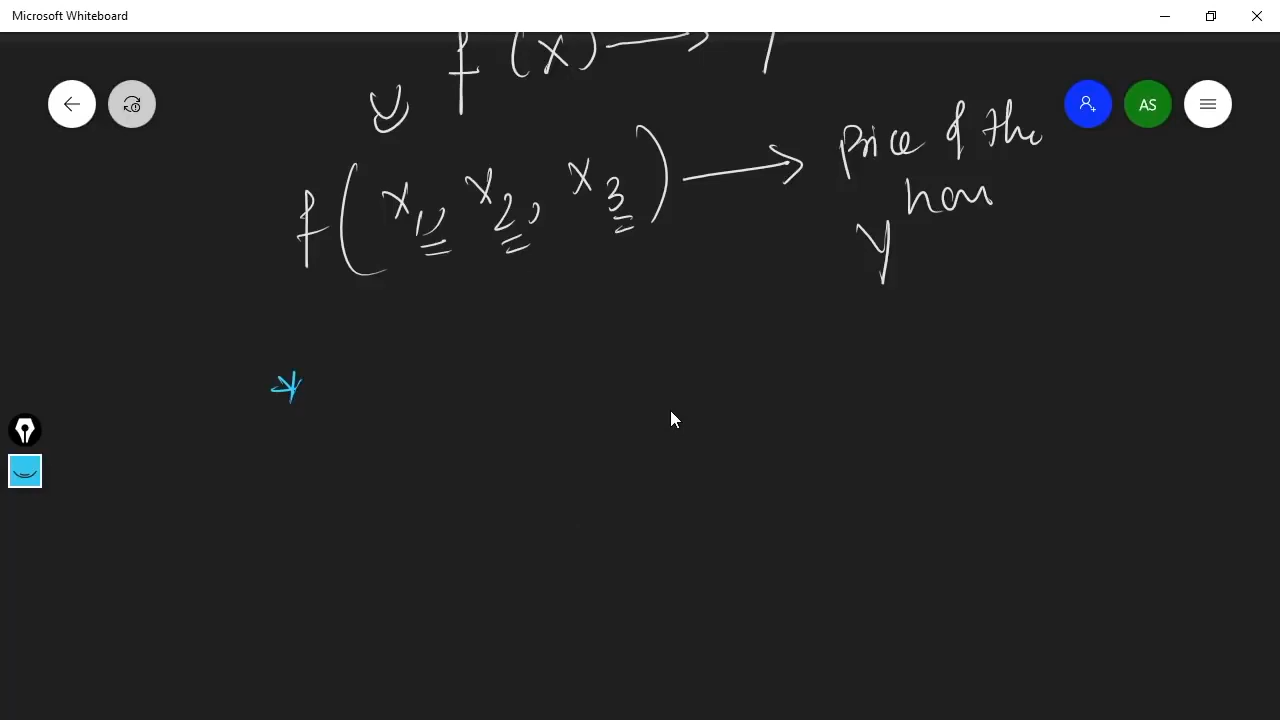 Microsoft Whiteboard
f (x) → y
AS
f(x1, x2, x3) → price of the
hou
y
*